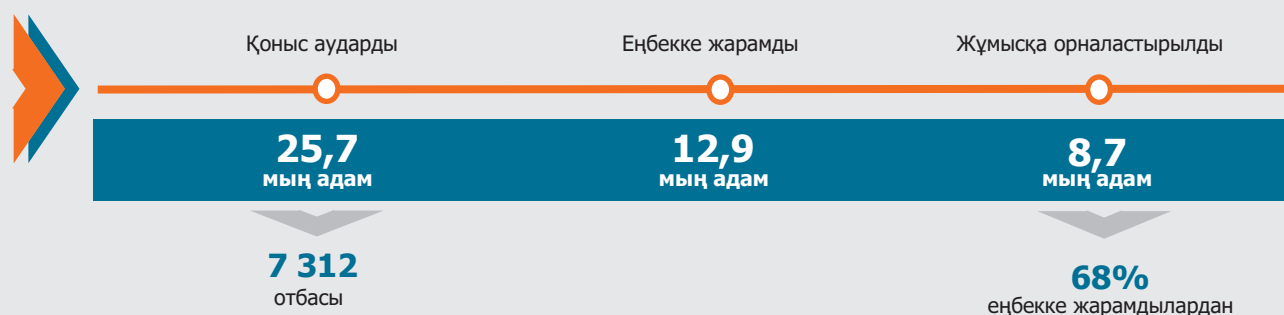 Қоныс аударды
Еңбекке жарамды
Жұмысқа орналастырылды
25,7
мың адам
12,9
мың адам
8,7
мың адам
7 312
отбасы
68%
еңбекке жарамдылардан